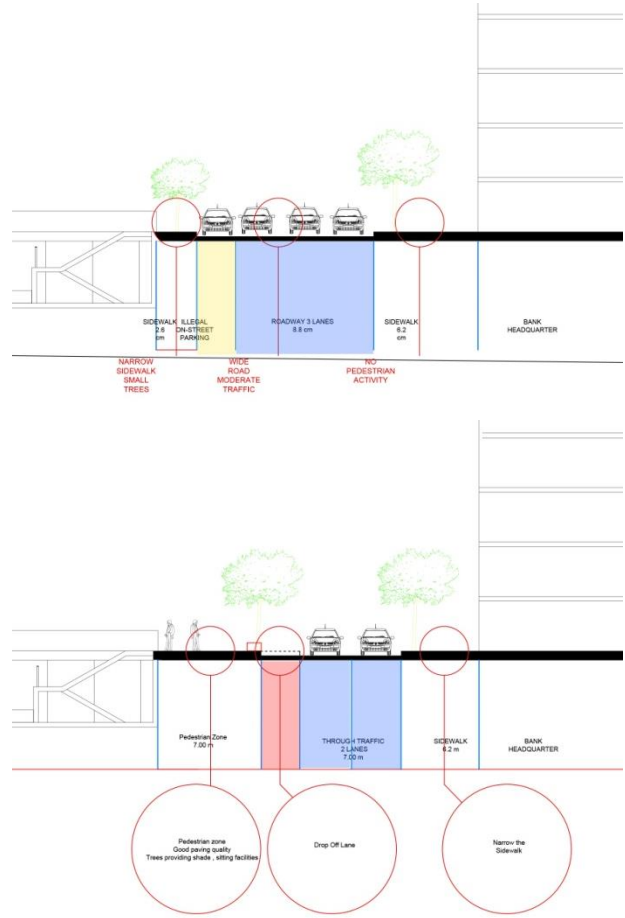 SIDEWALK
2.6
cm
ILLEGAL
ON-STREET
PARKING
ROADWAY 3 LANES
8.8 cm
SIDEWALK
6.2
cm
BANK
HEADQUARTER
NARROW
SIDEWALK
SMALL
TREES
WIDE
ROAD
MODERATE
TRAFFIC
NO
PEDESTRIAN
ACTIVITY
Pedestrian Zone
7.00 m
THROUGH TRAFFIC
2 LANES
7.00 m
SIDEWALK
6.2 m
BANK
HEADQUARTER
Pedestrian zone
Good paving quality
Trees providing shade , sitting facilities
Drop Off Lane
Narrow the
Sidewalk